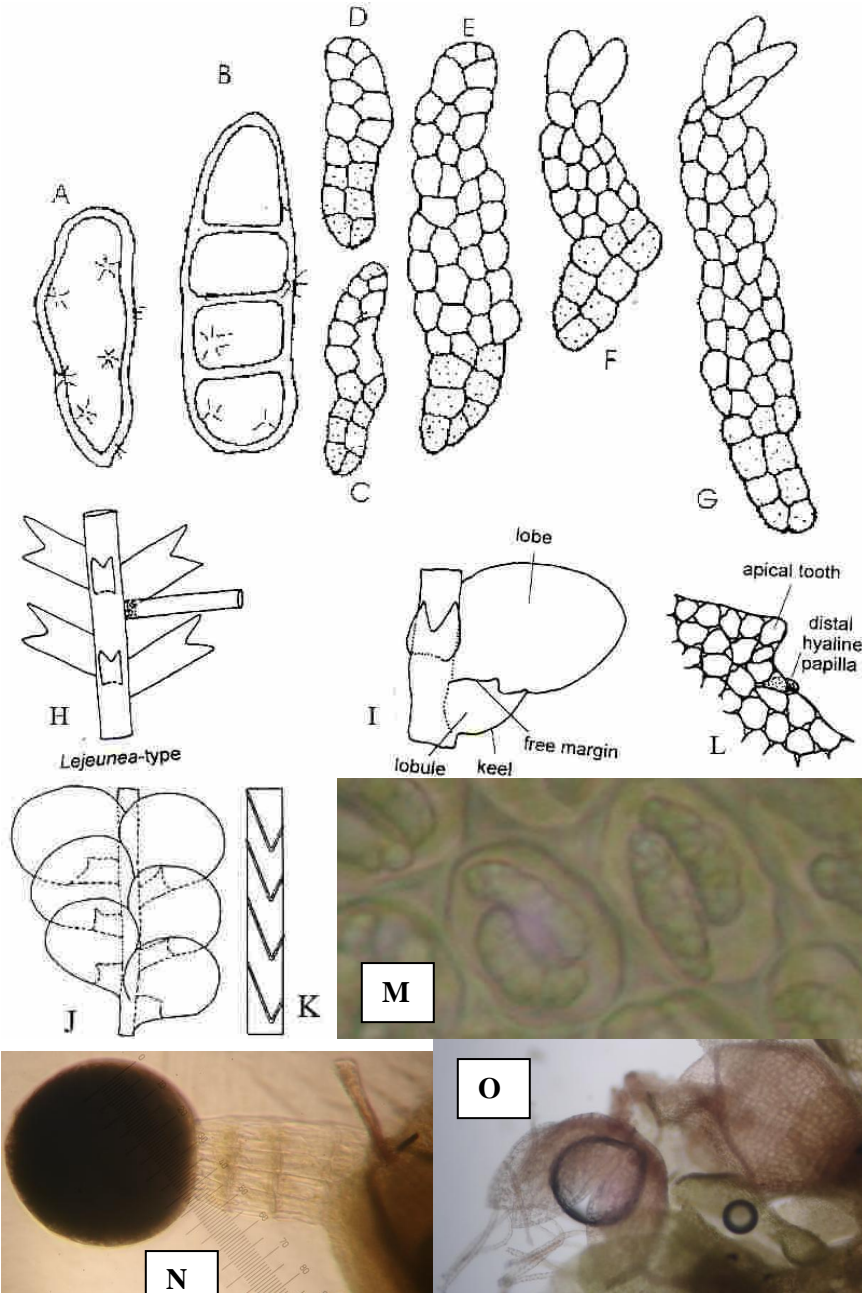 D
E
B
A
F
C
G
lobe
apical tooth
distal
hyaline
papilla
H
I
L
free margin
lobule
keel
Lejeunea-type
J
K
M
O
N